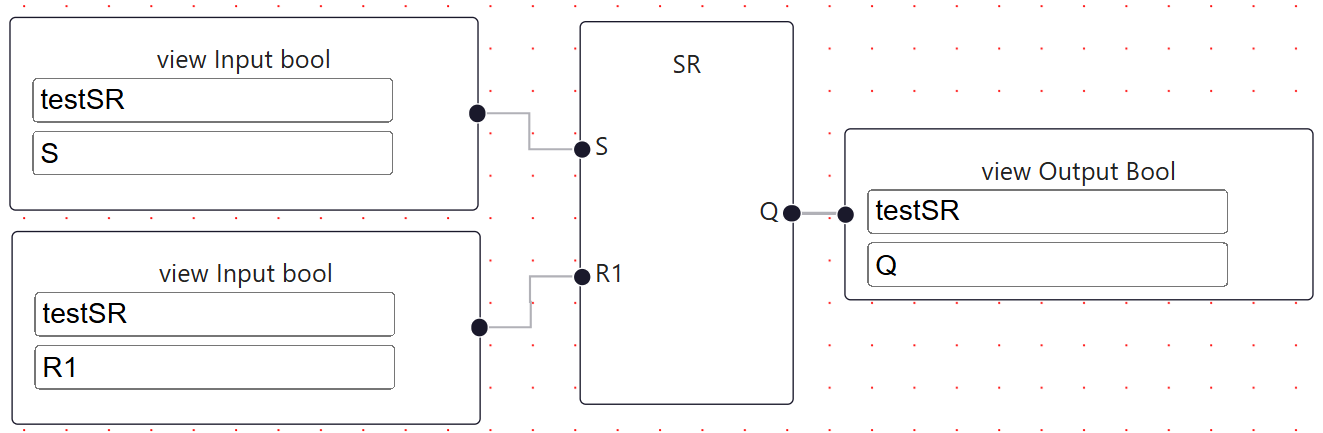 view Input bool
testSR
S
view Input bool
testSR
R1
SR
S
R1
Q
view Output Bool
testSR
Q